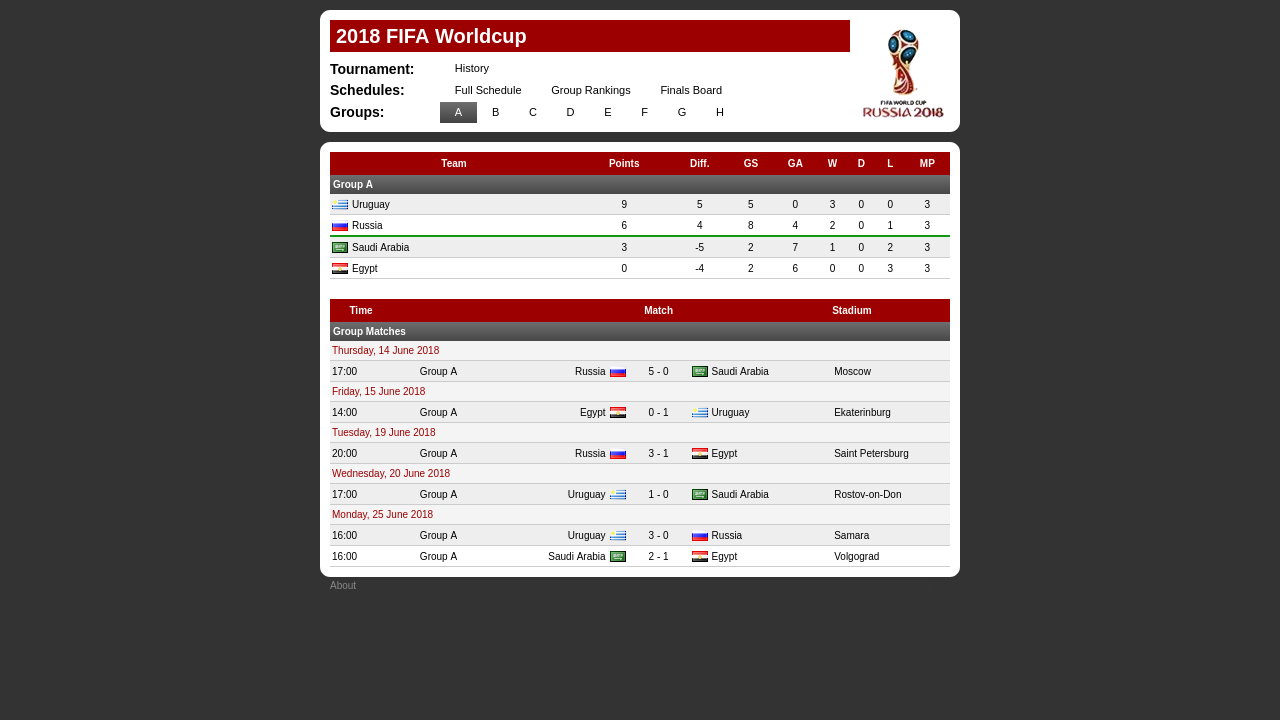 2018 FIFA Worldcup
FIFA WORLD CUP
RUSSIA 2018
Tournament: History
Schedules: Full Schedule Group Rankings Finals Board
Groups: A B C D E F G H
Team Points Diff. GS GA W D L MP
Group A
Uruguay 9 5 5 0 3 0 0 3
Russia 6 4 8 4 2 0 1 3
Saudi Arabia 3 -5 2 7 1 0 2 3
Egypt 0 -4 2 6 0 0 3 3
Time Match Stadium
Group Matches
Thursday, 14 June 2018
17:00 Group A Russia 5 - 0 Saudi Arabia Moscow
Friday, 15 June 2018
14:00 Group A Egypt 0 - 1 Uruguay Ekaterinburg
Tuesday, 19 June 2018
20:00 Group A Russia 3 - 1 Egypt Saint Petersburg
Wednesday, 20 June 2018
17:00 Group A Uruguay 1 - 0 Saudi Arabia Rostov-on-Don
Monday, 25 June 2018
16:00 Group A Uruguay 3 - 0 Russia Samara
16:00 Group A Saudi Arabia 2 - 1 Egypt Volgograd
About